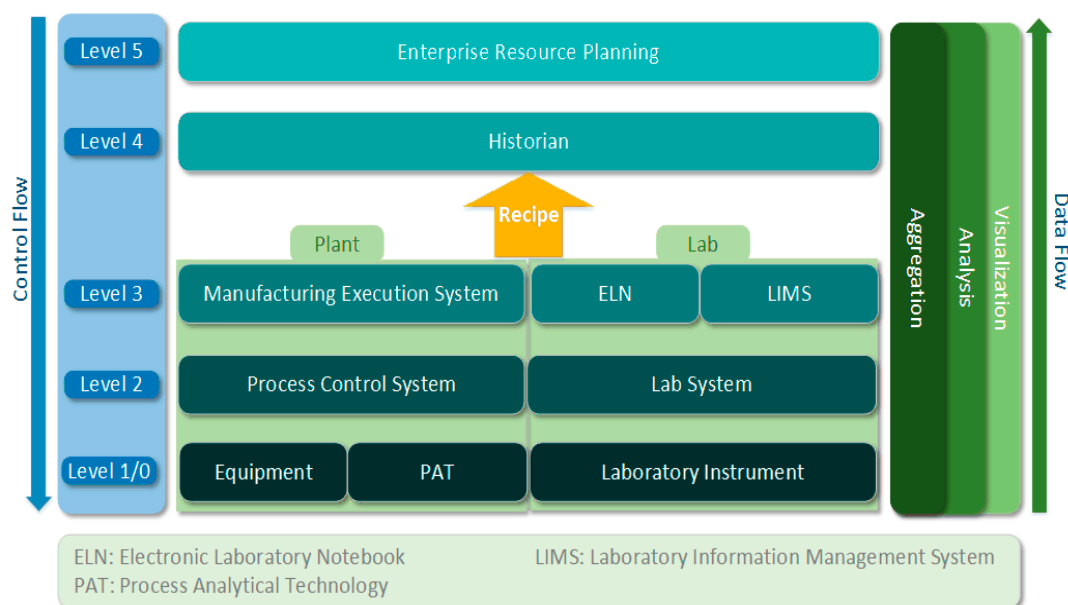 Control Flow
Level 5
Enterprise Resource Planning
Level 4
Historian
Recipe
Plant
Lab
Level 3
Manufacturing Execution System
ELN
LIMS
Level 2
Process Control System
Lab System
Level 1/0
Equipment
PAT
Laboratory Instrument
Aggregation
Analysis
Visualization
Data Flow
ELN: Electronic Laboratory Notebook
LIMS: Laboratory Information Management System
PAT: Process Analytical Technology